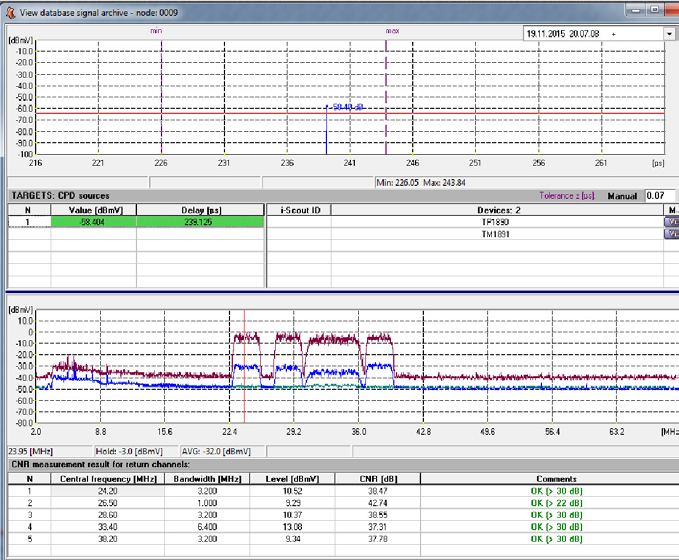 View database signal archive - node: 0009
min max 19.11.2015 20.07.08 +
[dBmV]
-10.0
-20.0
-30.0
-40.0
-50.0
-60.0
-58.40 dB
-70.0
-80.0
-90.0
-100
216 221 226 231 236 241 246 251 256 261 [µs]
Min: 226.05 Max: 243.84
TARGETS: CPD sources Tolerance ± [µs] Manual 0.07
N Value [dBmV] Delay [µs] i-Scout ID Devices: 2
1 -58.404 239.125 TP1890
TM1891
[dBmV]
10.0
0
-10.0
-20.0
-30.0
-40.0
-50.0
-60.0
-70.0
-80.0
2.0 8.8 15.6 22.4 29.2 36.0 42.8 49.6 56.4 63.2 [MHz
23.95 [MHz] Hold: -3.0 [dBmV] AVG: -32.0 [dBmV]
CNR measurement result for return channels:
N Central frequency [MHz] Bandwidth [MHz] Level [dBmV] CNR [dB] Comments
1 24.20 3.200 10.52 38.47 OK (> 30 dB)
2 26.50 1.000 9.29 42.74 OK (> 22 dB)
3 28.60 3.200 10.37 38.55 OK (> 30 dB)
4 33.40 6.400 13.08 37.31 OK (> 30 dB)
5 38.20 3.200 9.34 37.78 OK (> 30 dB)